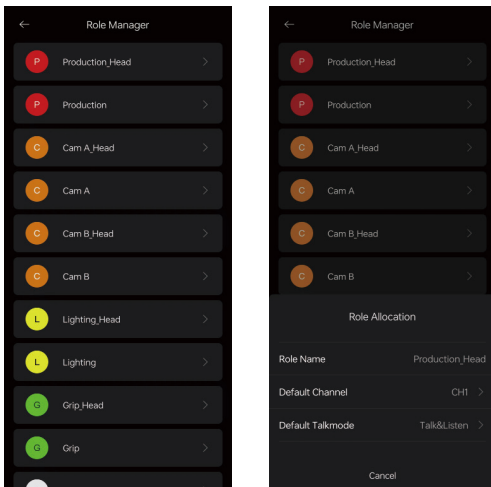 Role Manager
P Production_Head
P Production
C Cam A_Head
C Cam A
C Cam B_Head
C Cam B
L Lighting_Head
L Lighting
G Grip_Head
G Grip
Role Manager
P Production_Head
P Production
C Cam A_Head
C Cam A
C Cam B_Head
C Cam B
Role Allocation
Role Name Production_Head
Default Channel CH1
Default Talkmode Talk&Listen
Cancel